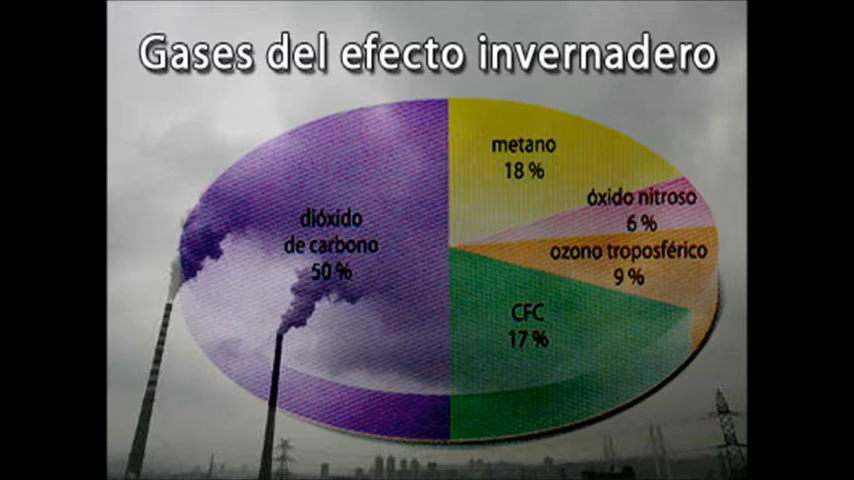 Gases del efecto invernadero
metano
18 %
óxido nitroso
6 %
dióxido
de carbono
50 %
ozono troposférico
9 %
CFC
17 %